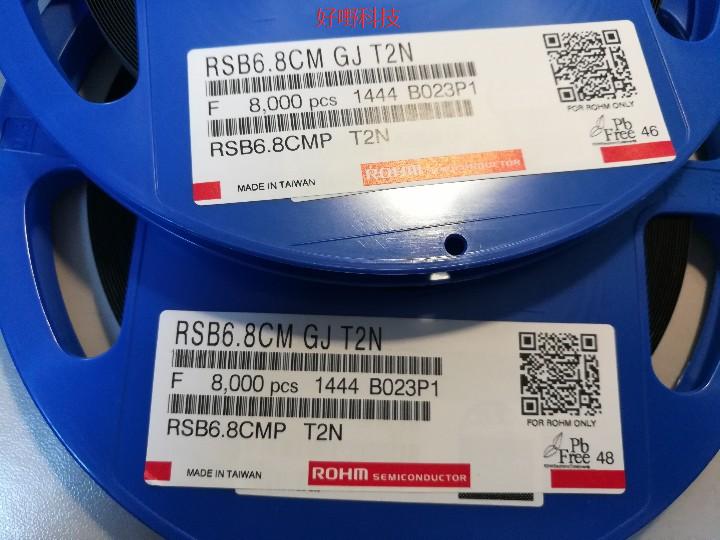 好嘢科技
RSB6.8CM GJ T2N
F 8,000 pcs 1444 B023P1
RSB6.8CMP T2N
FOR ROHM ONLY
Pb
Free 46
MADE IN TAIWAN
ROHM SEMICONDUCTOR
RSB6.8CM GJ T2N
F 8,000 pcs 1444 B023P1
RSB6.8CMP T2N
FOR ROHM ONLY
Pb
Free 48
MADE IN TAIWAN
ROHM SEMICONDUCTOR